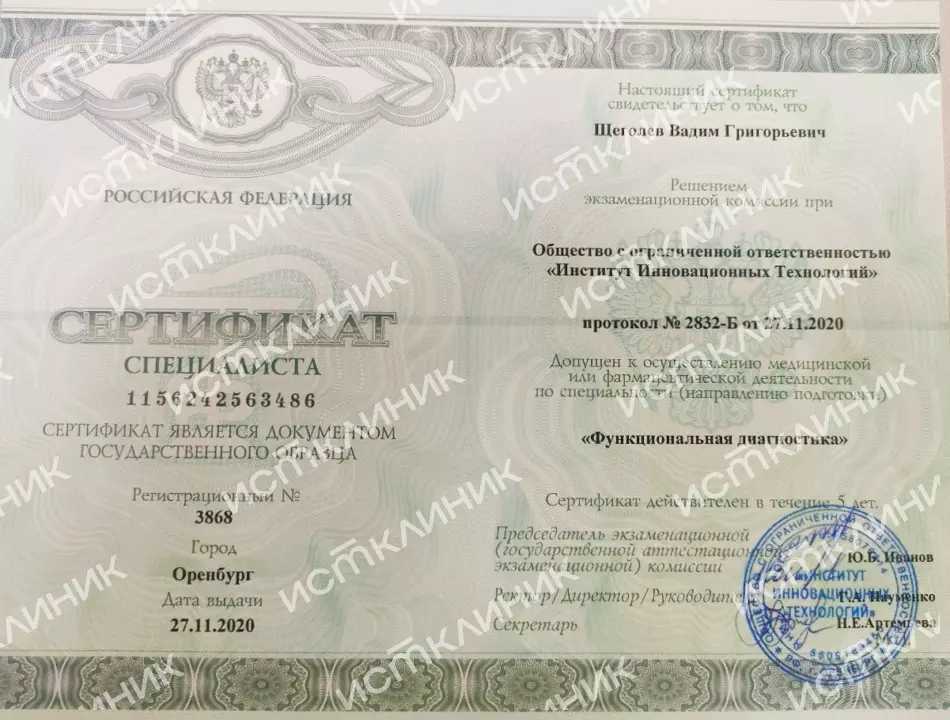 РОССИЙСКАЯ ФЕДЕРАЦИЯ
СЕРТИФИКАТ
СПЕЦИАЛИСТА
1156242563486
СЕРТИФИКАТ ЯВЛЯЕТСЯ ДОКУМЕНТОМ
ГОСУДАРСТВЕННОГО ОБРАЗЦА
Регистрационный №
3868
Город
Оренбург
Дата выдачи
27.11.2020
Настоящий сертификат
свидетельствует о том, что
Щеголев Вадим Григорьевич
Решением
экзаменационной комиссии при
Общество с ограниченной ответственностью
«Институт Инновационных Технологий»
протокол № 2832-Б от 27.11.2020
Допущен к осуществлению медицинской
или фармацевтической деятельности
по специальности (направлению подготовки)
«Функциональная диагностика»
Сертификат действителен в течение 5 лет.
Председатель экзаменационной
(государственной аттестационной
экзаменационной) комиссии
Ю.Б. Иванов
Ректор/Директор/Руководитель
Г.А. Науменко
Секретарь
Н.Е.Артемьева
ИНСТИТУТ
ИННОВАЦИОННЫХ
ТЕХНОЛОГИЙ»
ИСТКЛИНИК